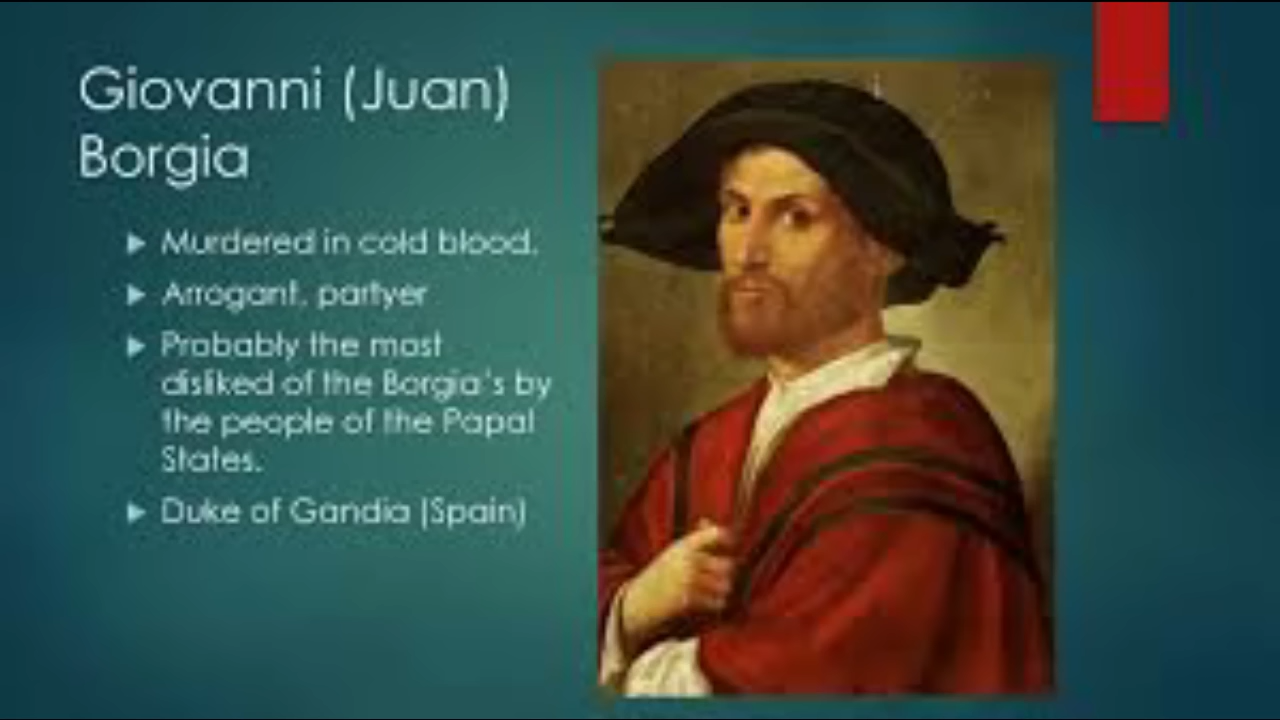 Giovanni (Juan)
Borgia
Murdered in cold blood.
Arrogant, partyer
Probably the most
disliked of the Borgia's by
the people of the Papal
States.
Duke of Gandia (Spain)